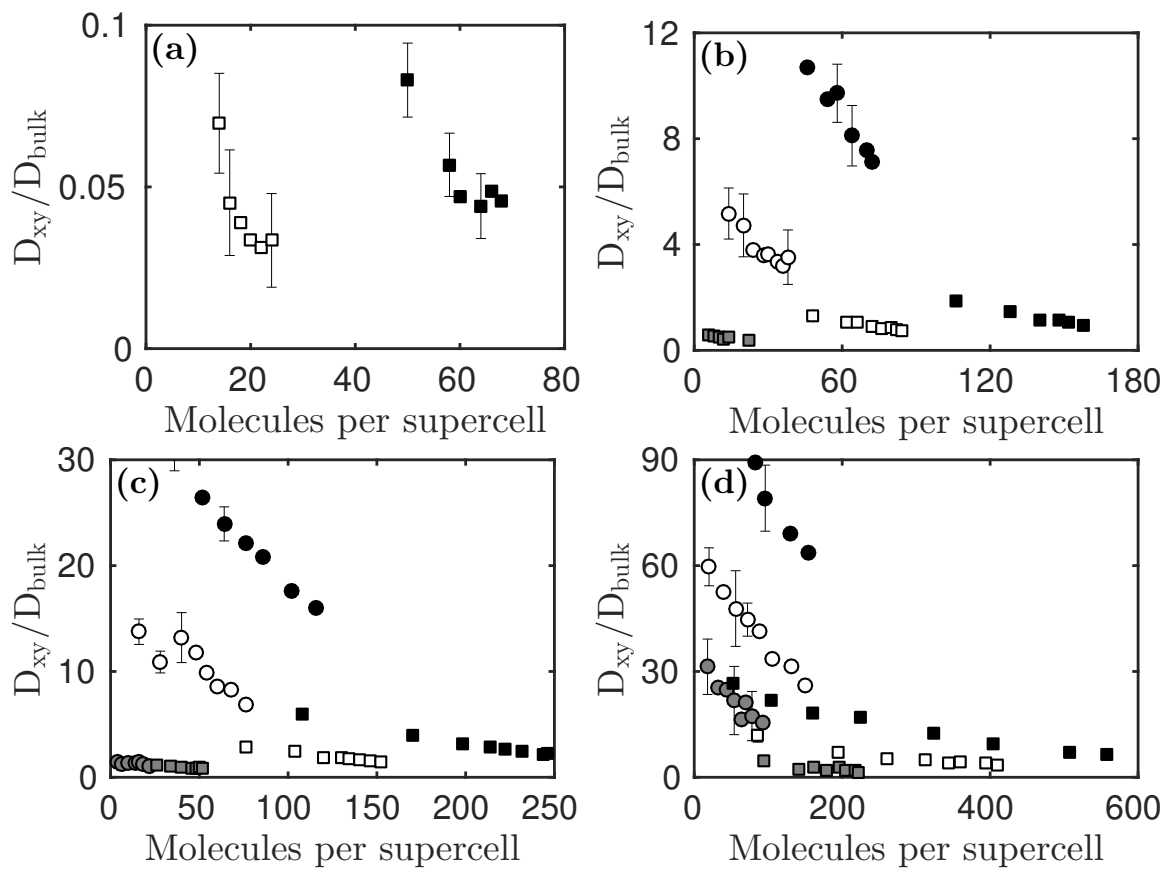 (a)
0.1
0.05
0
D_xy/D_bulk
0 20 40 60 80
Molecules per supercell
(b)
12
8
4
0
D_xy/D_bulk
0 60 120 180
Molecules per supercell
(c)
30
20
10
0
D_xy/D_bulk
0 50 100 150 200 250
Molecules per supercell
(d)
90
60
30
0
D_xy/D_bulk
0 200 400 600
Molecules per supercell